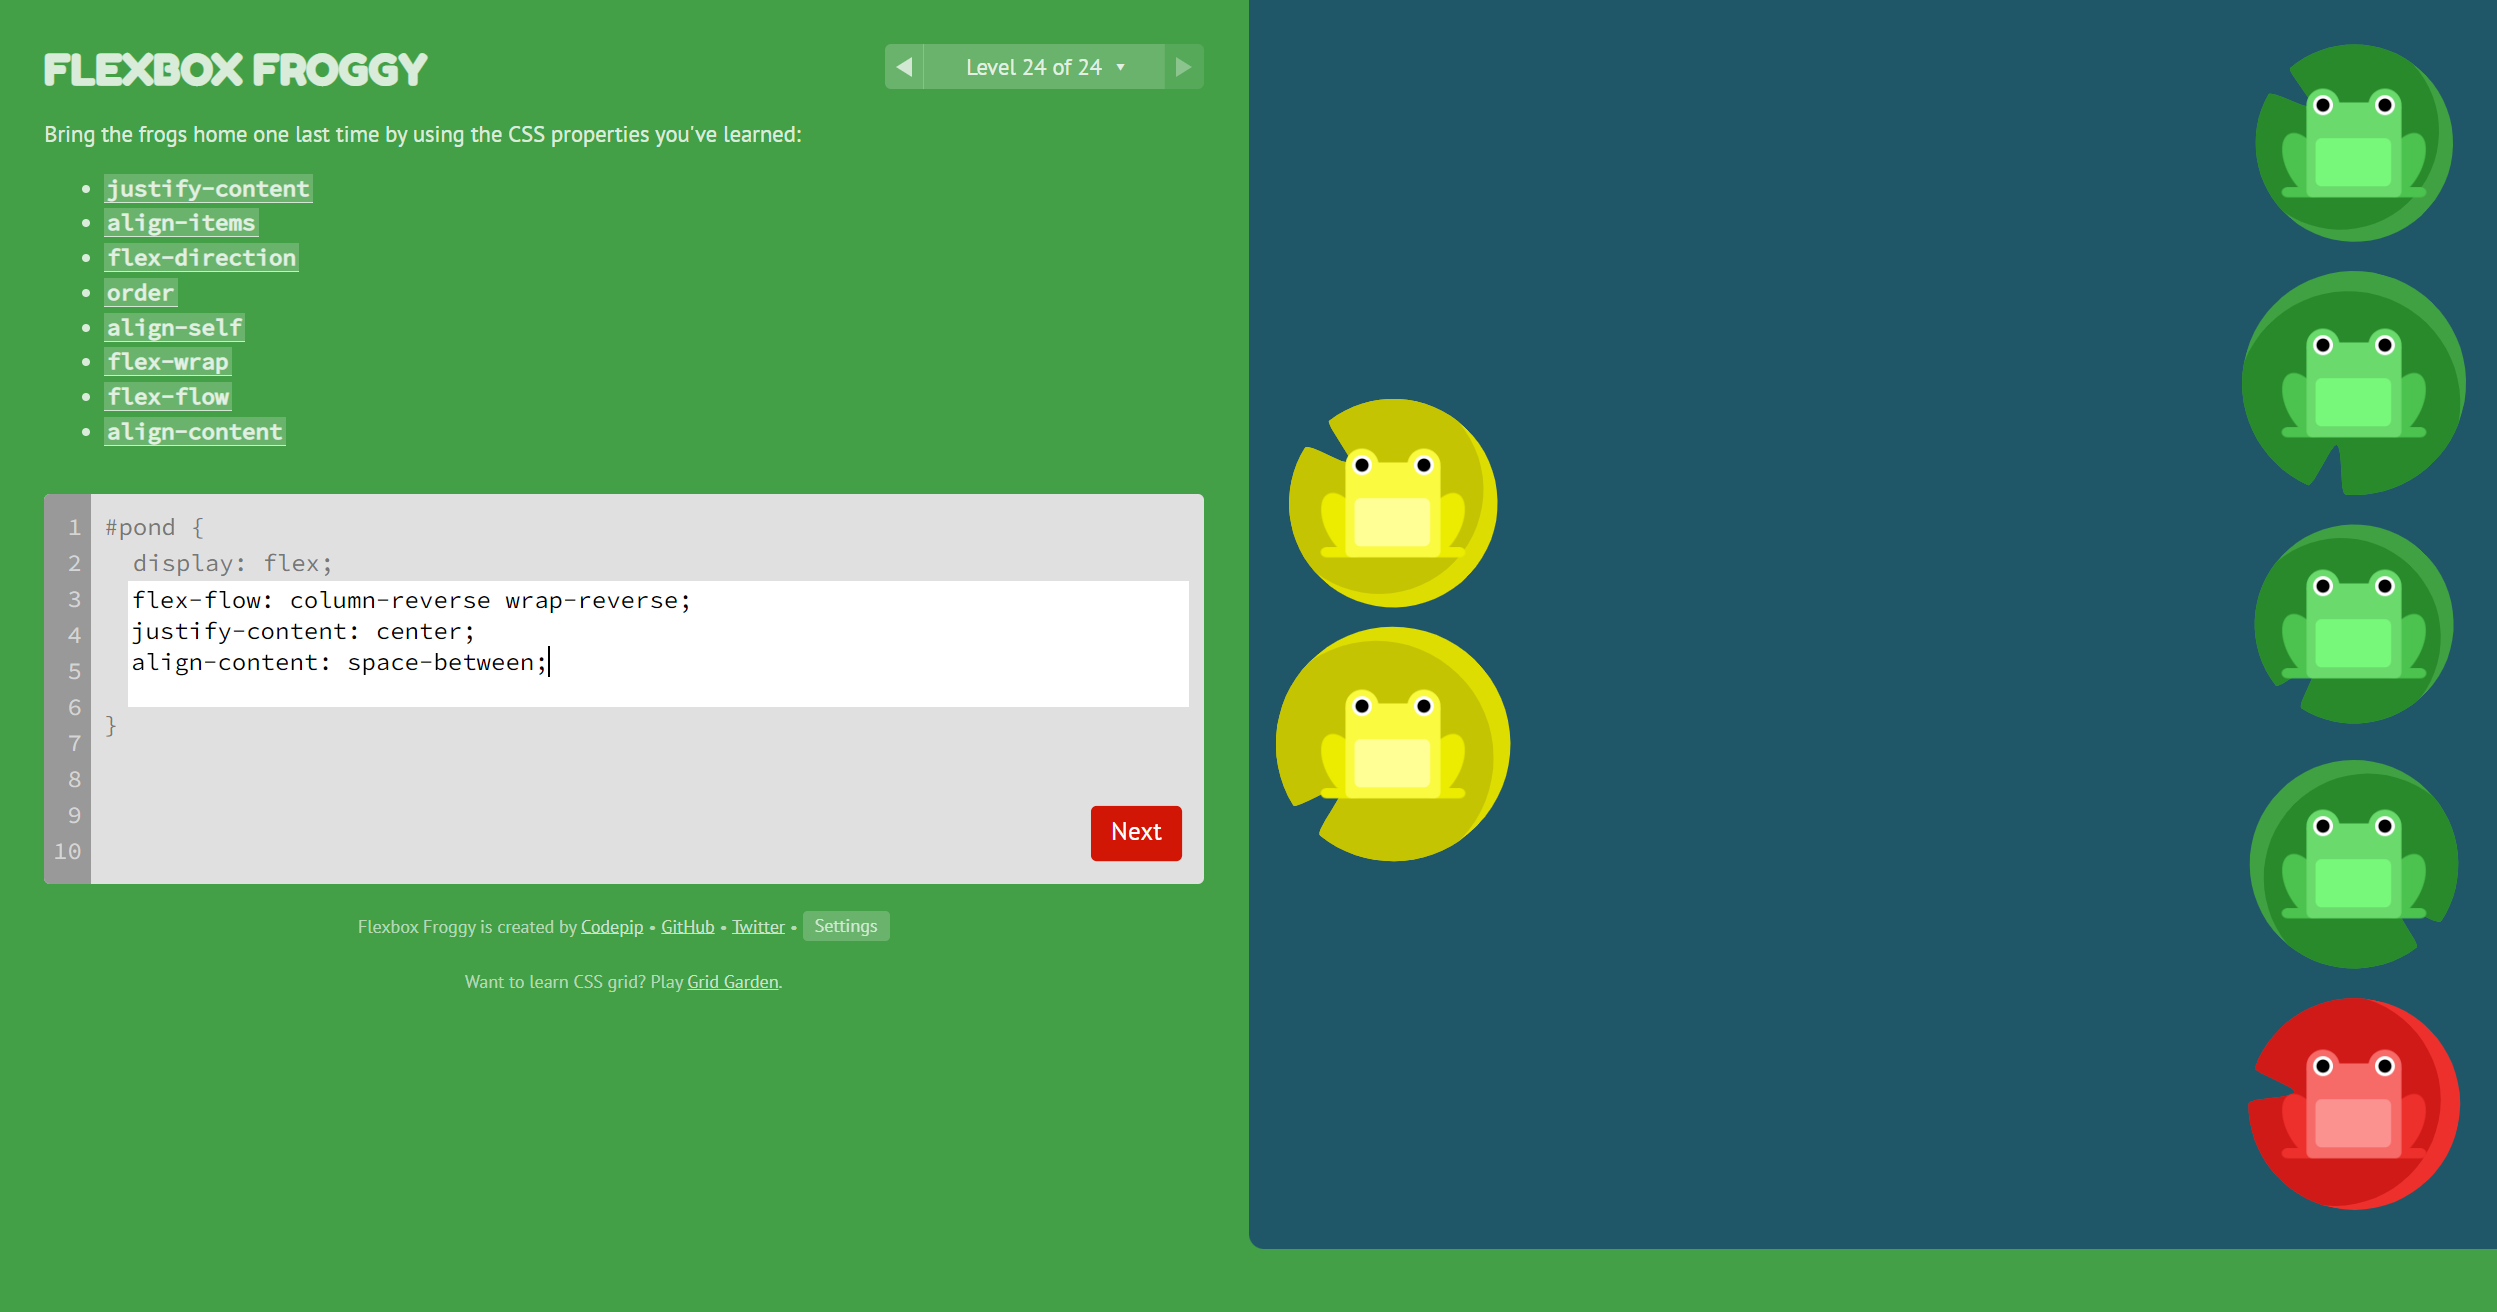 FLEXBOX FROGGY
Level 24 of 24
Bring the frogs home one last time by using the CSS properties you've learned:
justify-content
align-items
flex-direction
order
align-self
flex-wrap
flex-flow
align-content
1 #pond {
2 display: flex;
3 flex-flow: column-reverse wrap-reverse;
4 justify-content: center;
5 align-content: space-between;
6 }
7
8
9
10
Next
Flexbox Froggy is created by Codepip • GitHub • Twitter • Settings
Want to learn CSS grid? Play Grid Garden.